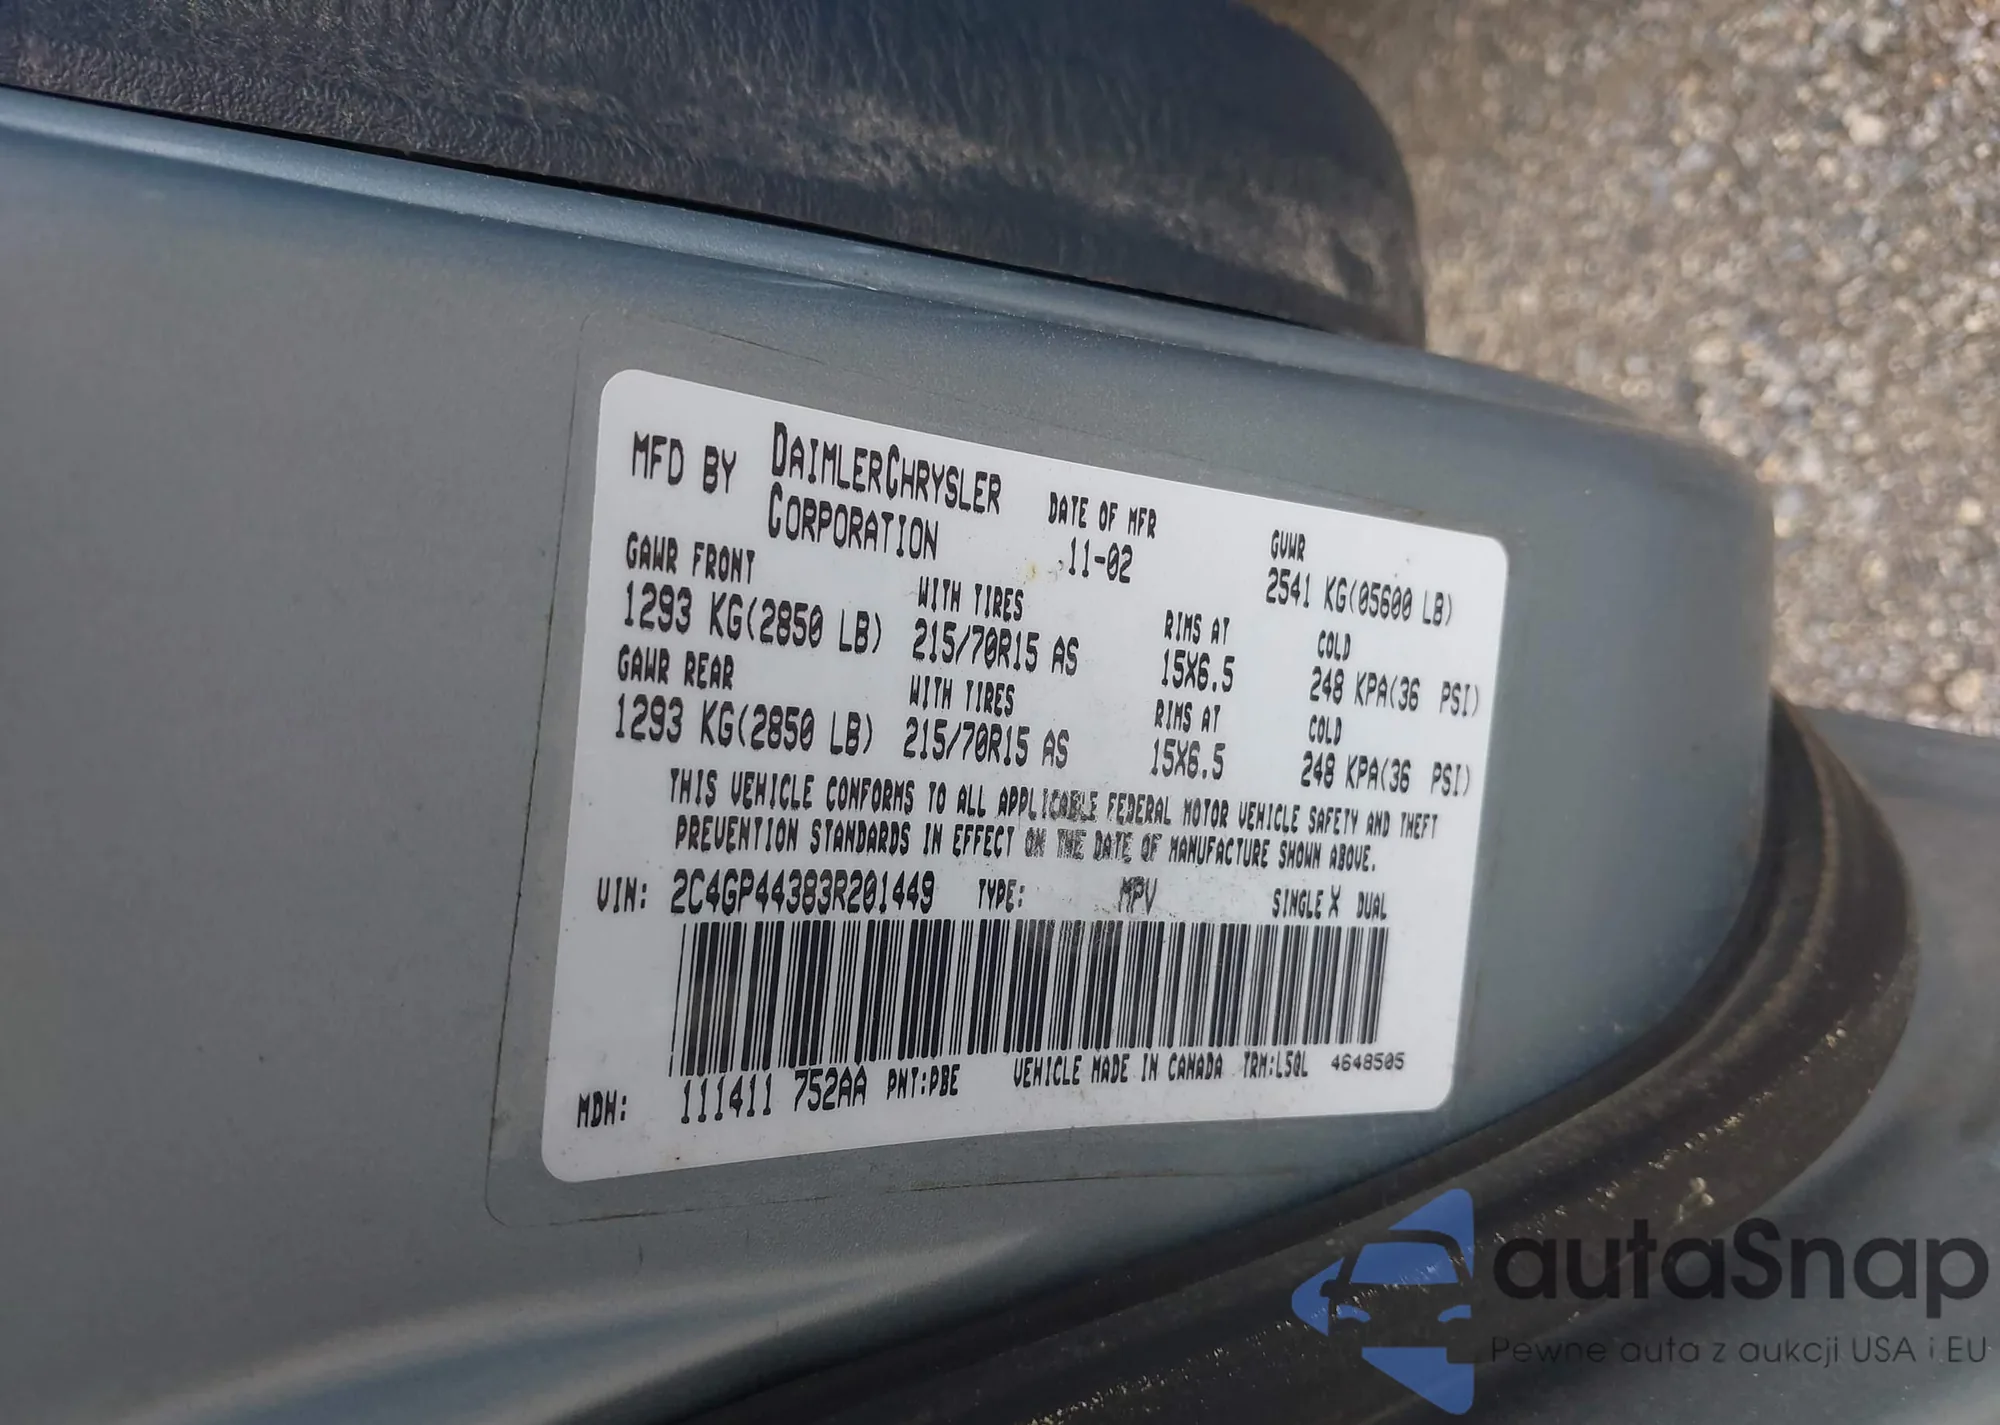 MFD BY DAIMLERCHRYSLER CORPORATION
DATE OF MFR 11-02
GVWR 2541 KG(05600 LB)
GAWR FRONT WITH TIRES RIMS AT COLD
1293 KG(2850 LB) 215/70R15 AS 15X6.5 248 KPA(36 PSI)
GAWR REAR WITH TIRES RIMS AT COLD
1293 KG(2850 LB) 215/70R15 AS 15X6.5 248 KPA(36 PSI)
THIS VEHICLE CONFORMS TO ALL APPLICABLE FEDERAL MOTOR VEHICLE SAFETY AND THEFT
PREVENTION STANDARDS IN EFFECT ON THE DATE OF MANUFACTURE SHOWN ABOVE.
VIN: 2C4GP44383R201449 TYPE: MPV SINGLE X DUAL
MDH: 111411 752AA PNT:PBE VEHICLE MADE IN CANADA TRM:L5QL 4648505
autaSnap
Pewne auta z aukcji USA i EU